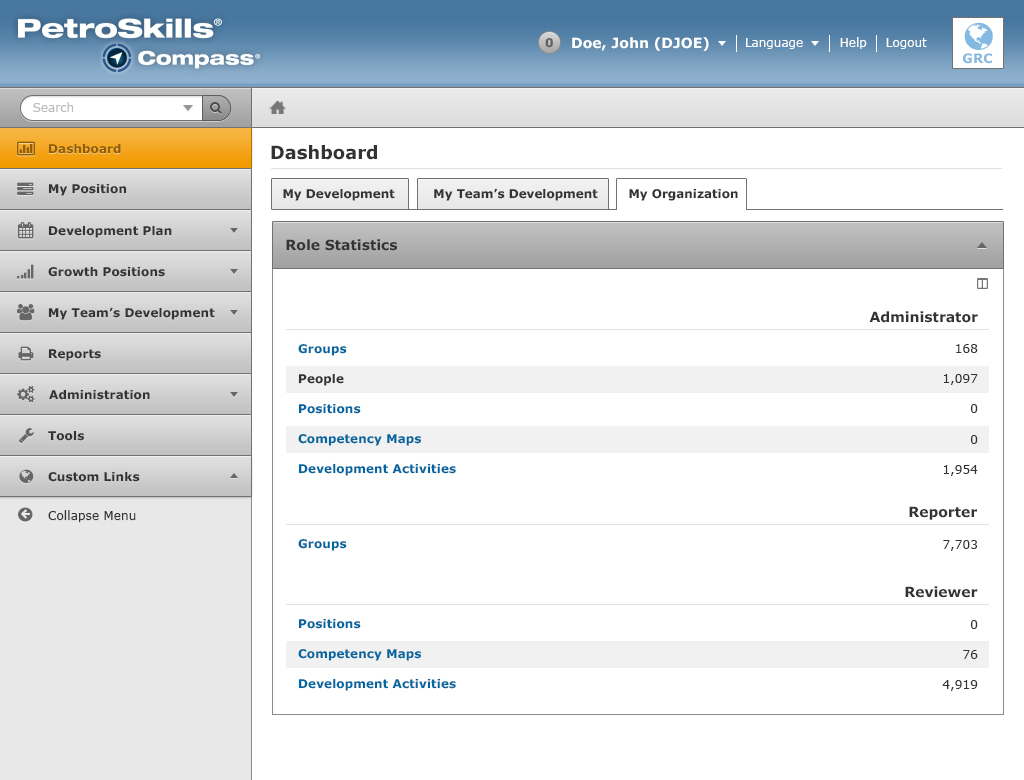 PetroSkills®
Compass®
0 Doe, John (DJOE) Language Help Logout
GRC
Search
Dashboard
My Position
Development Plan
Growth Positions
My Team's Development
Reports
Administration
Tools
Custom Links
Collapse Menu
Dashboard
My Development My Team's Development My Organization
Role Statistics
Administrator
Groups 168
People 1,097
Positions 0
Competency Maps 0
Development Activities 1,954
Reporter
Groups 7,703
Reviewer
Positions 0
Competency Maps 76
Development Activities 4,919